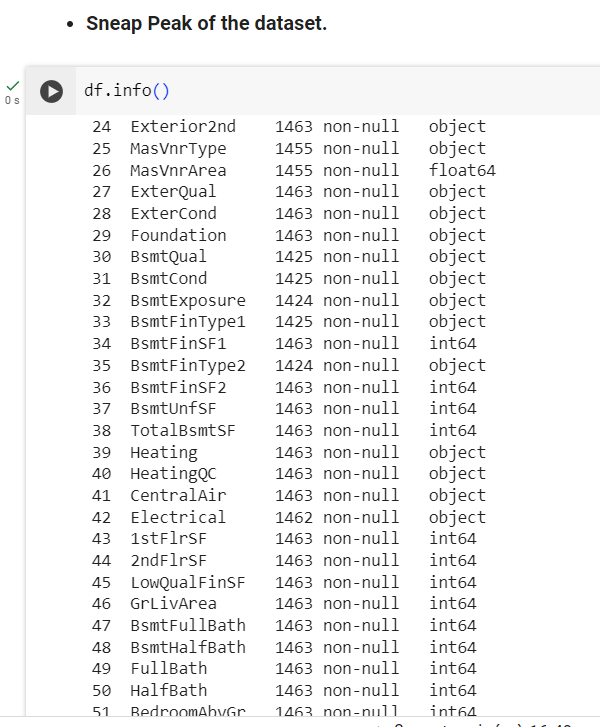 Sneap Peak of the dataset.
0 s
df.info()
24 Exterior2nd 1463 non-null object
25 MasVnrType 1455 non-null object
26 MasVnrArea 1455 non-null float64
27 ExterQual 1463 non-null object
28 ExterCond 1463 non-null object
29 Foundation 1463 non-null object
30 BsmtQual 1425 non-null object
31 BsmtCond 1425 non-null object
32 BsmtExposure 1424 non-null object
33 BsmtFinType1 1425 non-null object
34 BsmtFinSF1 1463 non-null int64
35 BsmtFinType2 1424 non-null object
36 BsmtFinSF2 1463 non-null int64
37 BsmtUnfSF 1463 non-null int64
38 TotalBsmtSF 1463 non-null int64
39 Heating 1463 non-null object
40 HeatingQC 1463 non-null object
41 CentralAir 1463 non-null object
42 Electrical 1462 non-null object
43 1stFlrSF 1463 non-null int64
44 2ndFlrSF 1463 non-null int64
45 LowQualFinSF 1463 non-null int64
46 GrLivArea 1463 non-null int64
47 BsmtFullBath 1463 non-null int64
48 BsmtHalfBath 1463 non-null int64
49 FullBath 1463 non-null int64
50 HalfBath 1463 non-null int64
51 BedroomAbvGr 1463 non-null int64